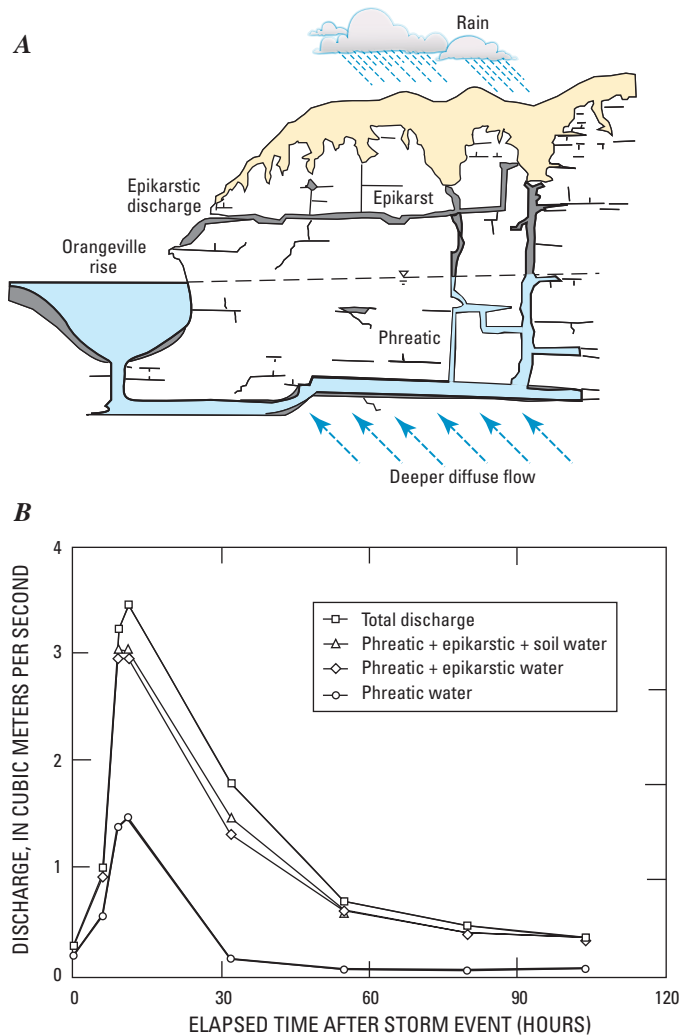 A
Rain
Epikarstic
discharge
Epikarst
Orangeville
rise
Phreatic
Deeper diffuse flow
B
4
3
2
1
0
DISCHARGE, IN CUBIC METERS PER SECOND
Total discharge
Phreatic + epikarstic + soil water
Phreatic + epikarstic water
Phreatic water
0 30 60 90 120
ELAPSED TIME AFTER STORM EVENT (HOURS)